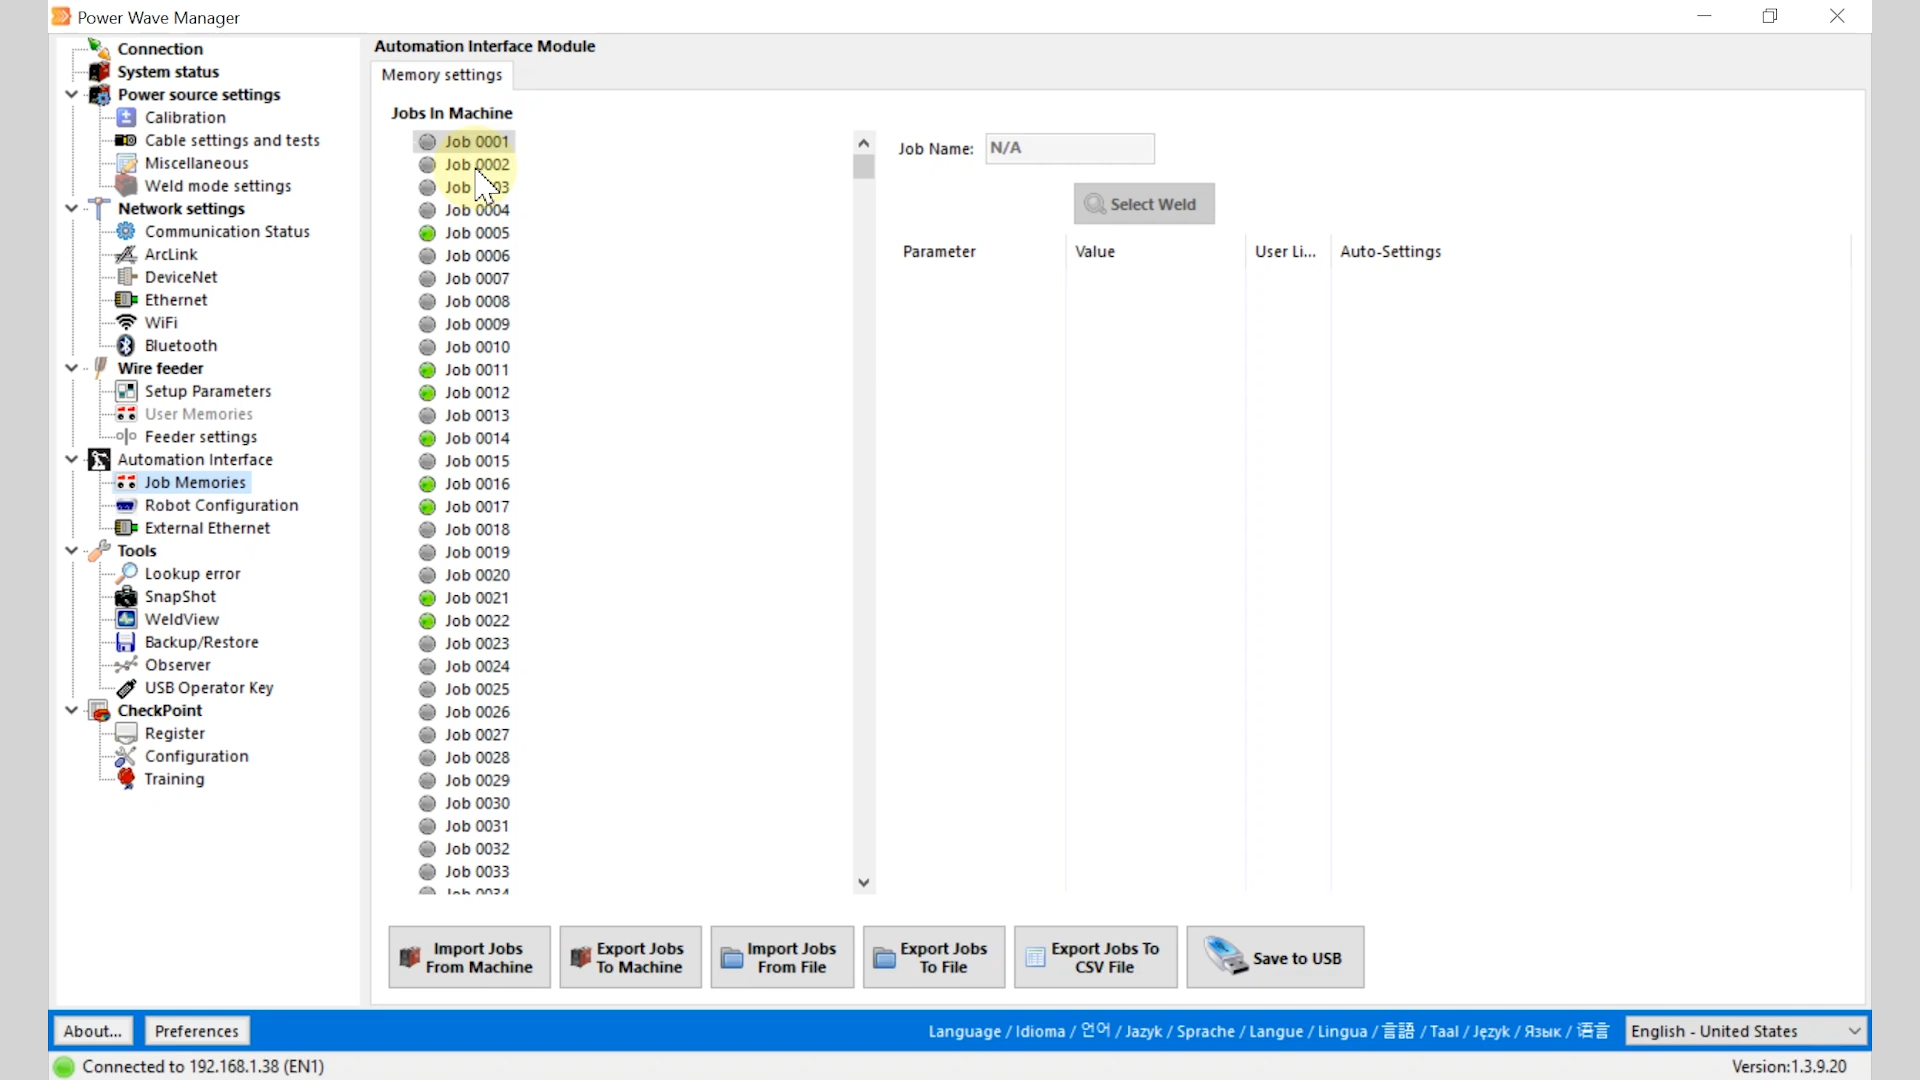 Power Wave Manager
Connection
System status
Power source settings
Calibration
Cable settings and tests
Miscellaneous
Weld mode settings
Network settings
Communication Status
ArcLink
DeviceNet
Ethernet
WiFi
Bluetooth
Wire feeder
Setup Parameters
User Memories
Feeder settings
Automation Interface
Job Memories
Robot Configuration
External Ethernet
Tools
Lookup error
SnapShot
WeldView
Backup/Restore
Observer
USB Operator Key
CheckPoint
Register
Configuration
Training
Automation Interface Module
Memory settings
Jobs In Machine
Job 0001
Job 0002
Job
Job 0004
Job 0005
Job 0006
Job 0007
Job 0008
Job 0009
Job 0010
Job 0011
Job 0012
Job 0013
Job 0014
Job 0015
Job 0016
Job 0017
Job 0018
Job 0019
Job 0020
Job 0021
Job 0022
Job 0023
Job 0024
Job 0025
Job 0026
Job 0027
Job 0028
Job 0029
Job 0030
Job 0031
Job 0032
Job 0033
Job Name: N/A
Select Weld
Parameter Value User Li... Auto-Settings
Import Jobs
From Machine
Export Jobs
To Machine
Import Jobs
From File
Export Jobs
To File
Export Jobs To
CSV File
Save to USB
About... Preferences Language / Idioma / 언어 / Jazyk / Sprache / Langue / Lingua / 言語 / Taal / Język / Язык / 语言 English - United States
Connected to 192.168.1.38 (EN1) Version:1.3.9.20